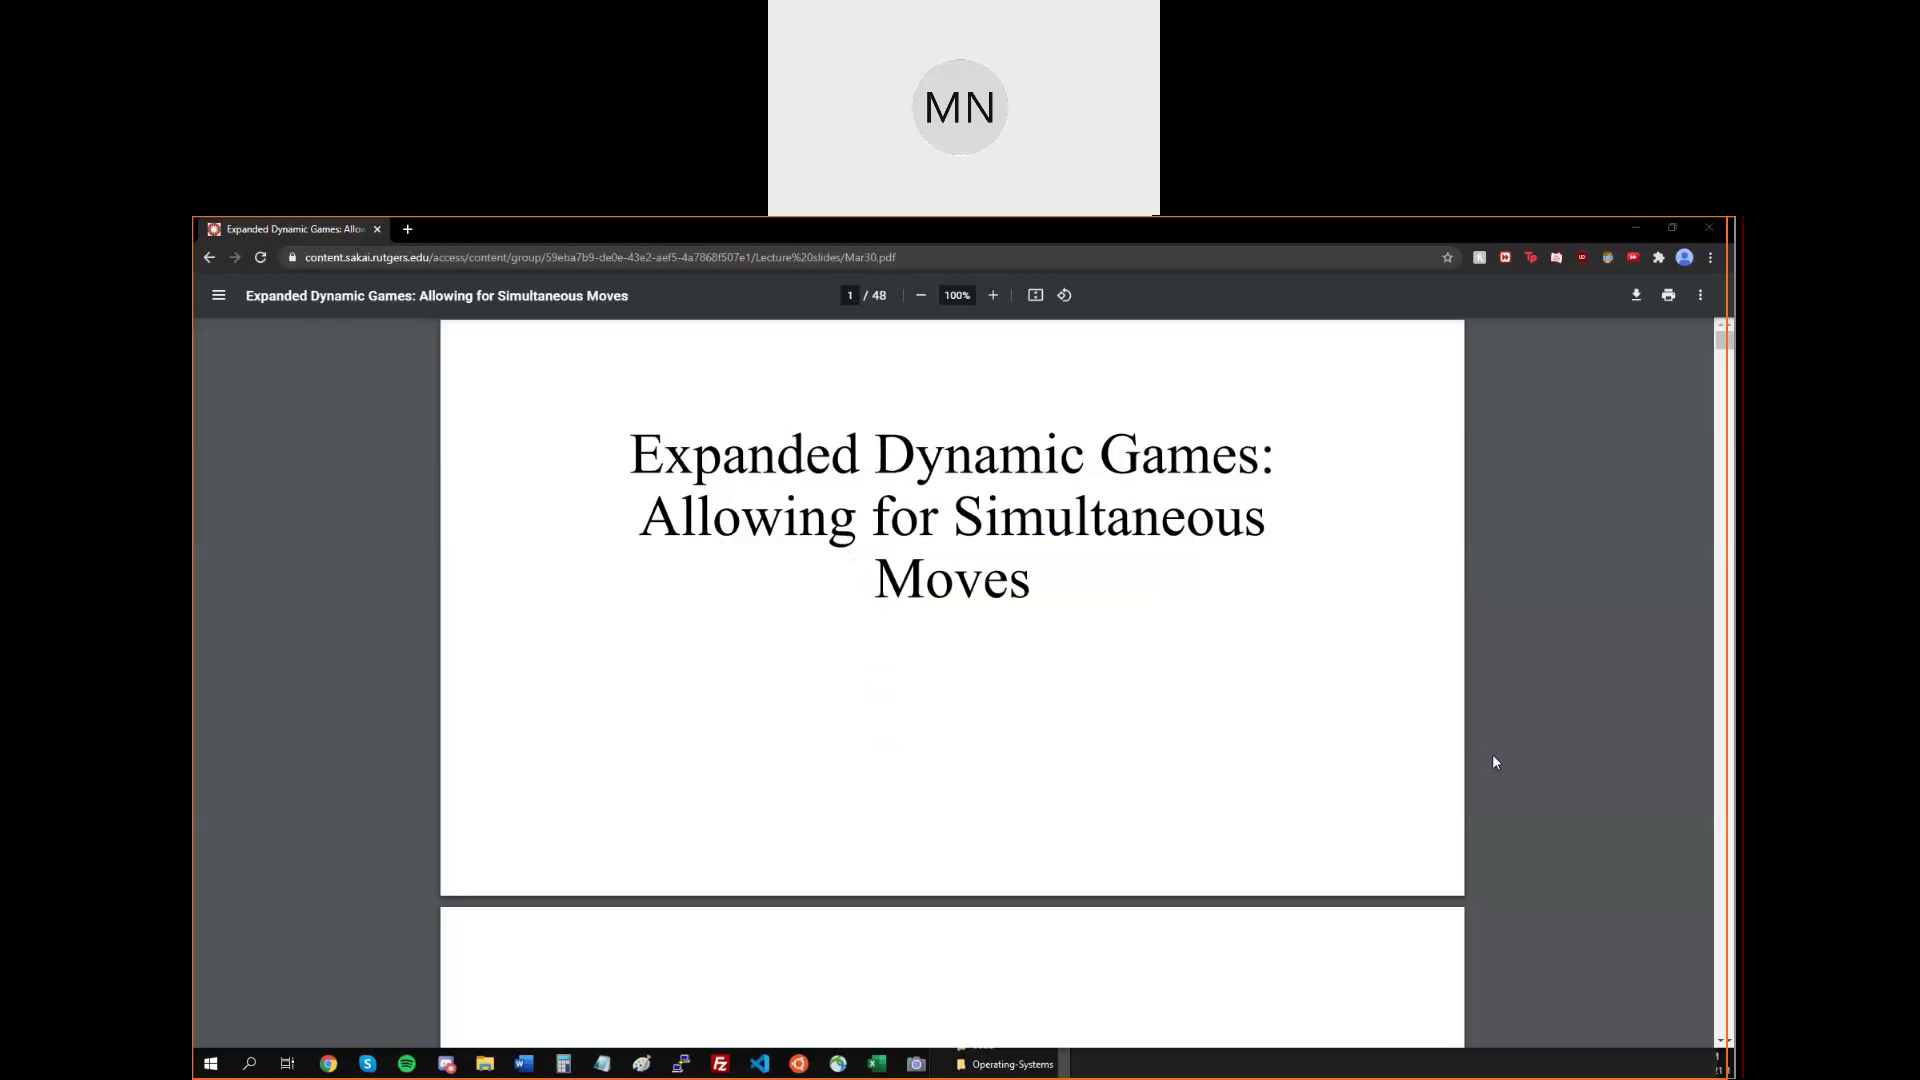 MN
Expanded Dynamic Games: Allow
content.sakai.rutgers.edu/access/content/group/59eba7b9-de0e-43e2-aef5-4a7868f507e1/Lecture%20slides/Mar30.pdf
Expanded Dynamic Games: Allowing for Simultaneous Moves
1 / 48
100%
Expanded Dynamic Games:
Allowing for Simultaneous
Moves
Operating-Systems